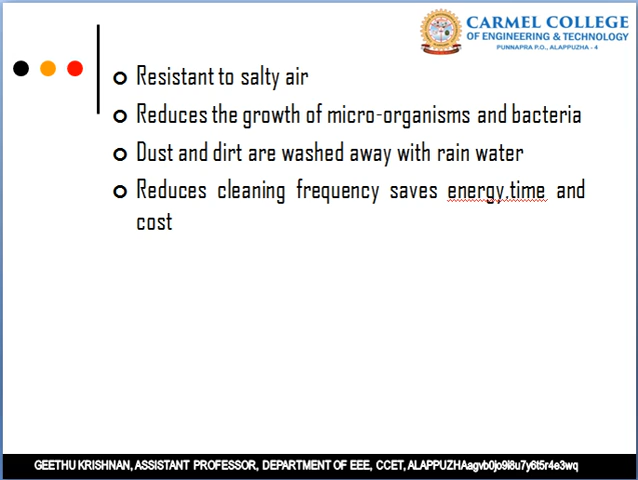 CARMEL COLLEGE
OF ENGINEERING & TECHNOLOGY
PUNNAPRA P.O., ALAPPUZHA - 4
Resistant to salty air
Reduces the growth of micro-organisms and bacteria
Dust and dirt are washed away with rain water
Reduces cleaning frequency saves energy,time and
cost
GEETHU KRISHNAN, ASSISTANT PROFESSOR, DEPARTMENT OF EEE, CCET, ALAPPUZHAagvb0jo9l8u7y6t5r4e3wq